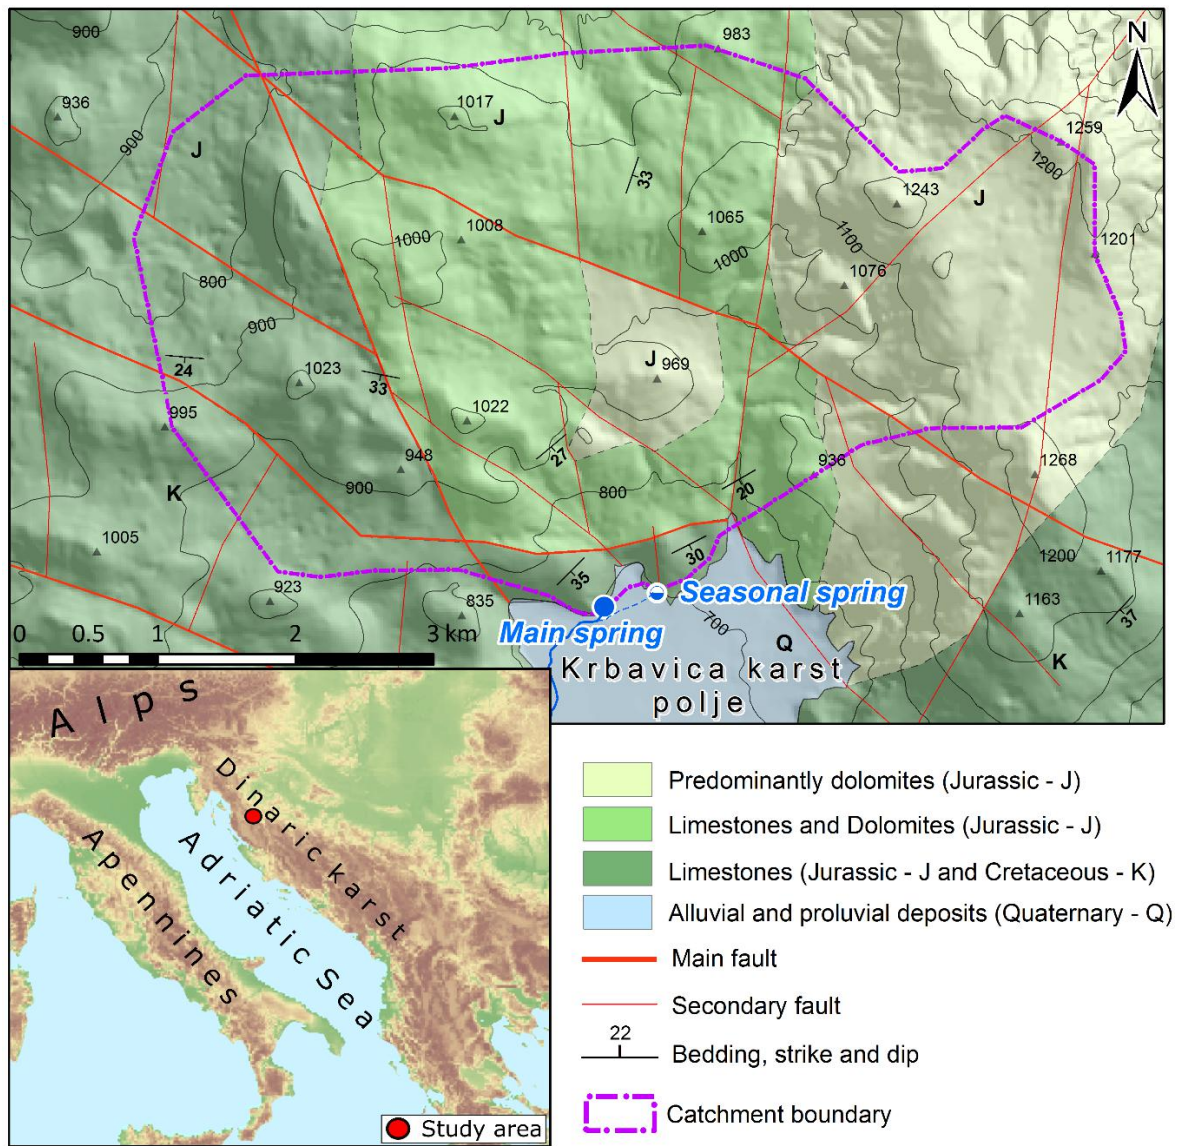 900
983
N
936
1017
J
1259
900
J
1200
33
1243
J
1065
1000
1008
1100
1201
1000
1076
800
900
J
969
24
1023
33
995
1022
948
27
936
1268
K
900
800
20
1005
30
1200
1177
923
35
Seasonal spring
835
1163
37
0 0.5 1 2 3 km
Main spring
700
Q
K
Krbavica karst
polje
Alps
Dinaric karst
Adriatic Sea
Apennines
Study area
Predominantly dolomites (Jurassic - J)
Limestones and Dolomites (Jurassic - J)
Limestones (Jurassic - J and Cretaceous - K)
Alluvial and proluvial deposits (Quaternary - Q)
Main fault
Secondary fault
22
Bedding, strike and dip
Catchment boundary